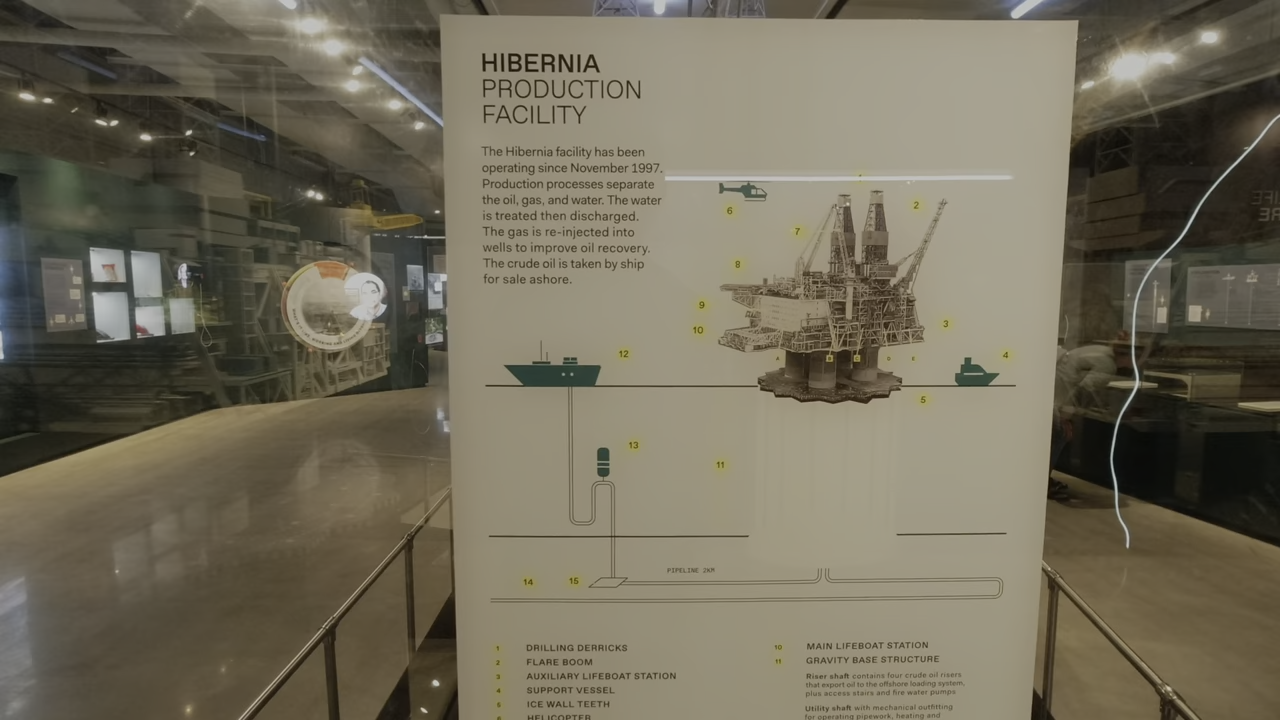 HIBERNIA
PRODUCTION
FACILITY
The Hibernia facility has been
operating since November 1997.
Production processes separate
the oil, gas, and water. The water
is treated then discharged.
The gas is re-injected into
wells to improve oil recovery.
The crude oil is taken by ship
for sale ashore.
1
2
6
7
8
9
10
3
12
4
A
B
C
D
E
5
13
11
PIPELINE 2KM
14
15
1 DRILLING DERRICKS
2 FLARE BOOM
3 AUXILIARY LIFEBOAT STATION
4 SUPPORT VESSEL
5 ICE WALL TEETH
6 HELICOPTER
10 MAIN LIFEBOAT STATION
11 GRAVITY BASE STRUCTURE
Riser shaft contains four crude oil risers
that export oil to the offshore loading system,
plus access stairs and fire water pumps
Utility shaft with mechanical outfitting
for operating pipework, heating and